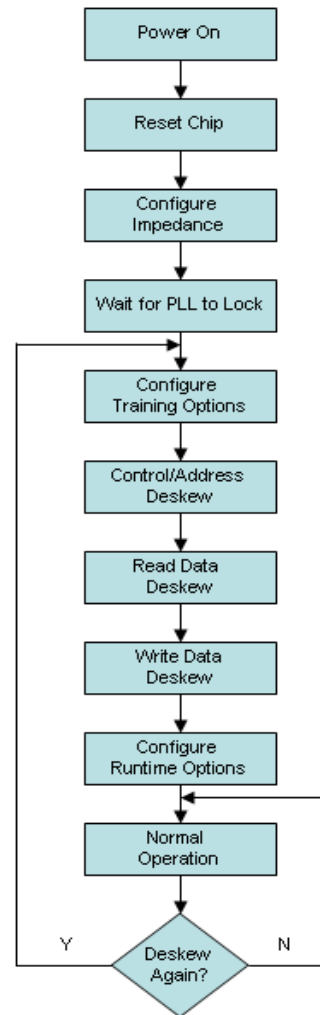 Power On
Reset Chip
Configure
Impedance
Wait for PLL to Lock
Configure
Training Options
Control/Address
Deskew
Read Data
Deskew
Write Data
Deskew
Configure
Runtime Options
Normal
Operation
Y
Deskew
Again?
N